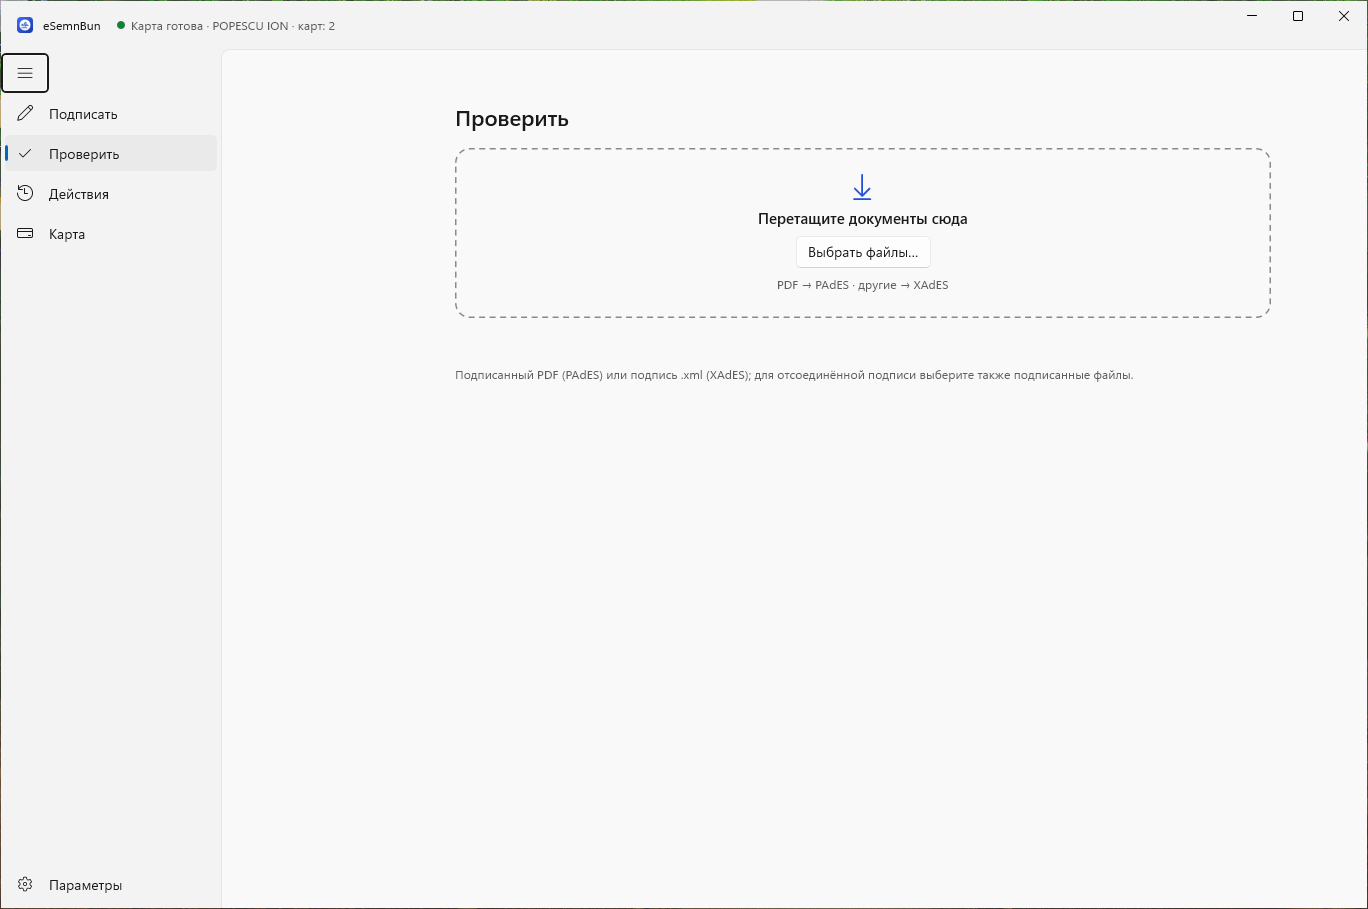 eSemnBun
Карта готова · POPESCU ION · карт: 2
Подписать
Проверить
Действия
Карта
Параметры
Проверить
Перетащите документы сюда
Выбрать файлы...
PDF → PAdES · другие → XAdES
Подписанный PDF (PAdES) или подпись .xml (XAdES); для отсоединённой подписи выберите также подписанные файлы.